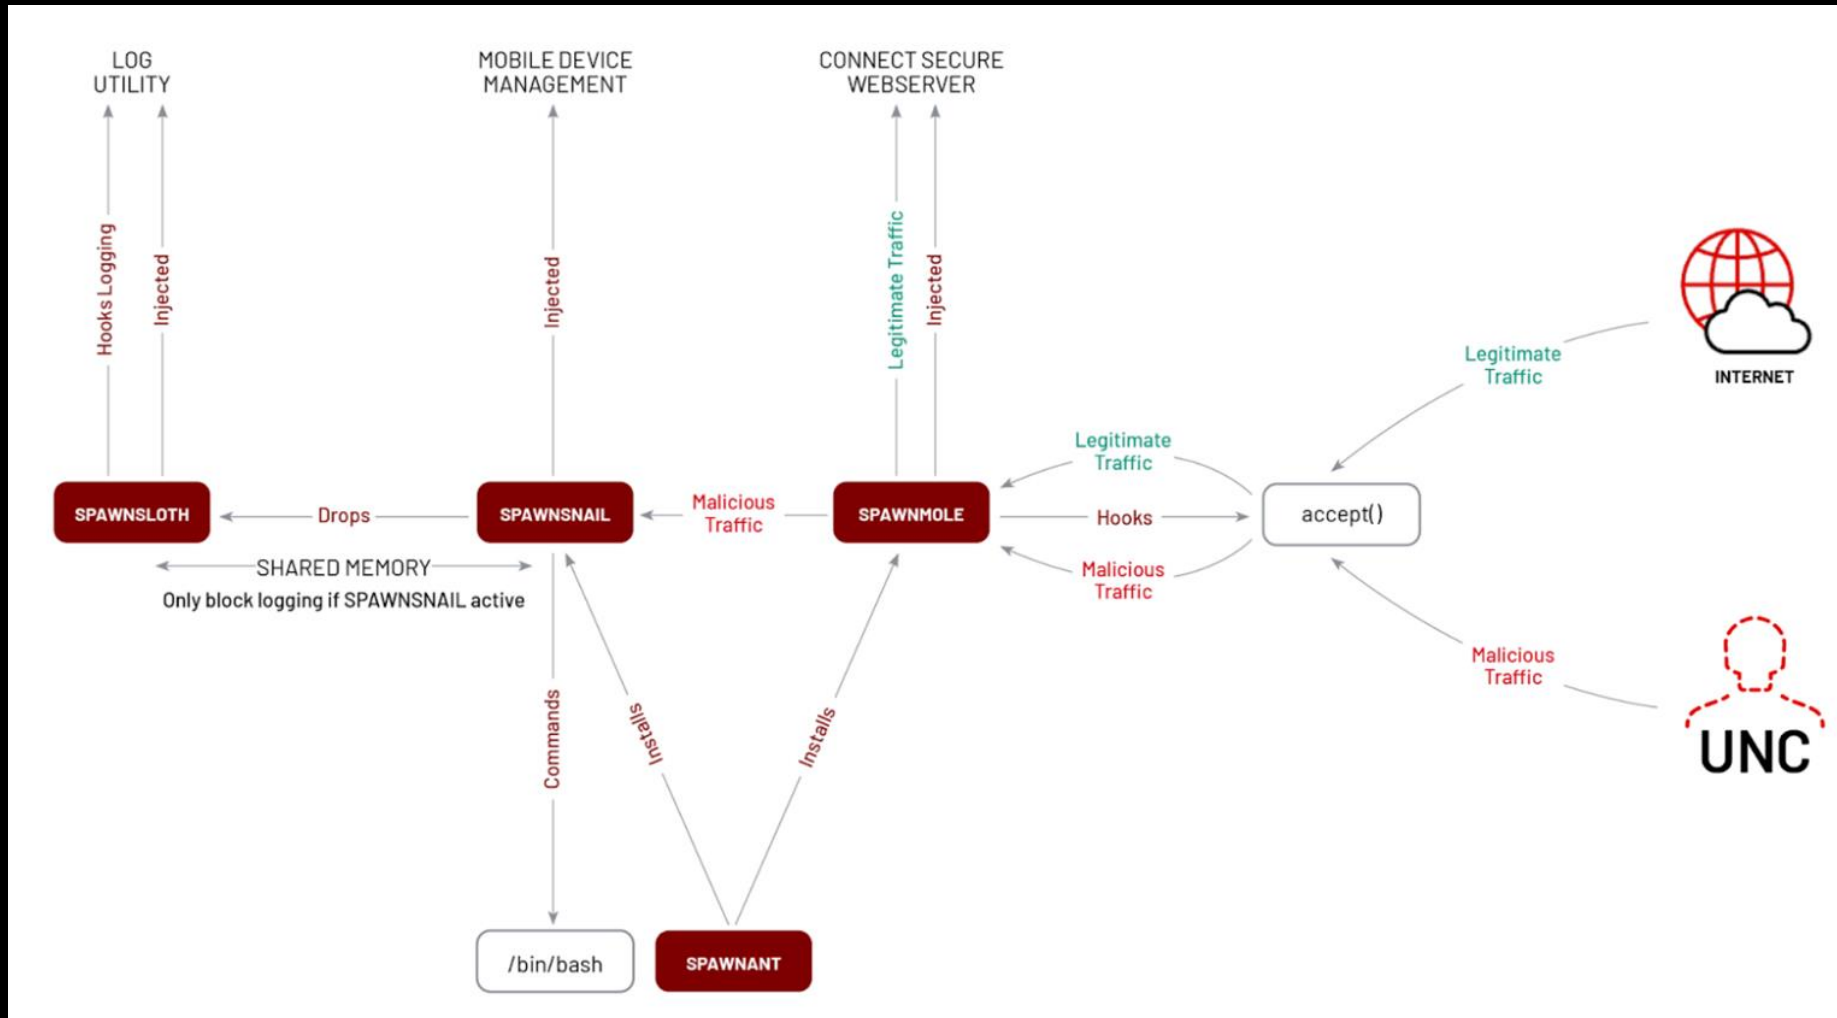 LOG
UTILITY
MOBILE DEVICE
MANAGEMENT
CONNECT SECURE
WEBSERVER
Hooks Logging
Injected
Injected
Legitimate Traffic
Injected
INTERNET
Legitimate
Traffic
Legitimate
Traffic
SPAWNSLOTH
Drops
SPAWNSNAIL
Malicious
Traffic
SPAWNMOLE
Hooks
accept()
SHARED MEMORY
Only block logging if SPAWNSNAIL active
Malicious
Traffic
Malicious
Traffic
UNC
Commands
Installs
Installs
/bin/bash
SPAWNANT